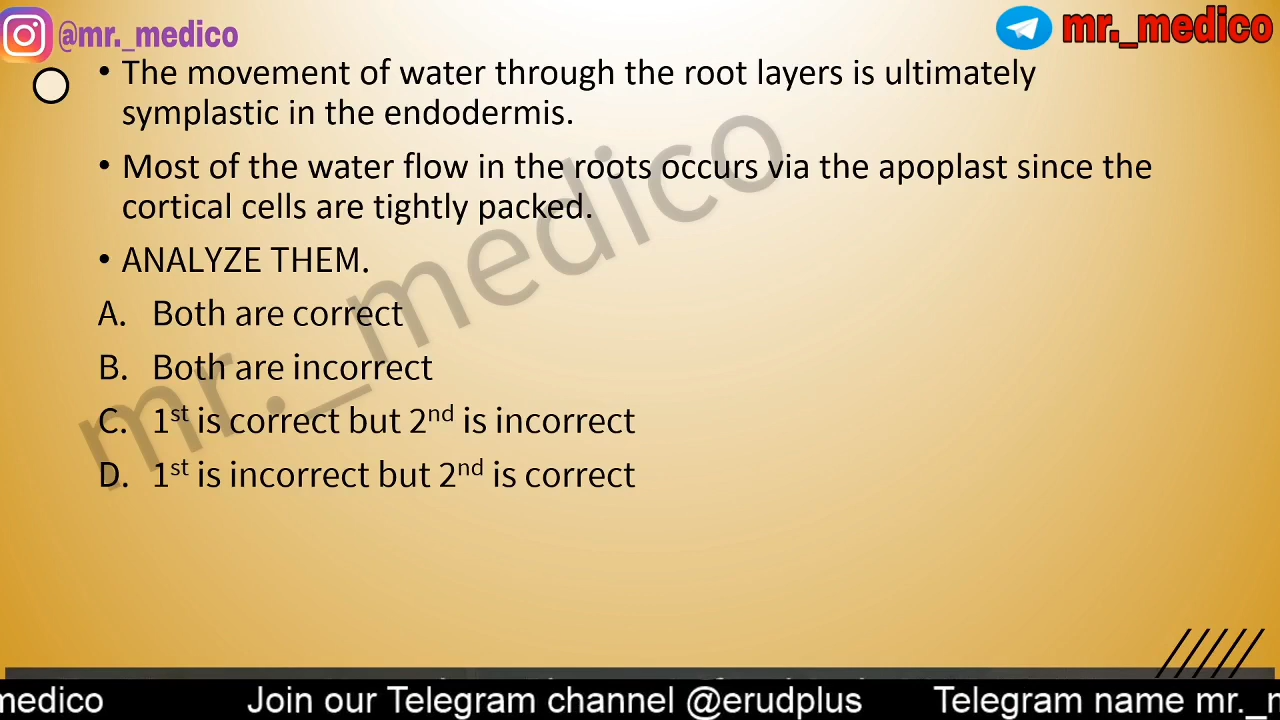 @mr._medico
mr._medico
• The movement of water through the root layers is ultimately
symplastic in the endodermis.
• Most of the water flow in the roots occurs via the apoplast since the
cortical cells are tightly packed.
• ANALYZE THEM.
A. Both are correct
B. Both are incorrect
C. 1st is correct but 2nd is incorrect
D. 1st is incorrect but 2nd is correct
mr._medico
medico Join our Telegram channel @erudplus Telegram name mr._